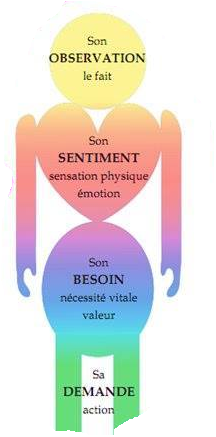 Son
OBSERVATION
le fait
Son
SENTIMENT
sensation physique
émotion
Son
BESOIN
nécessité vitale
valeur
Sa
DEMANDE
action